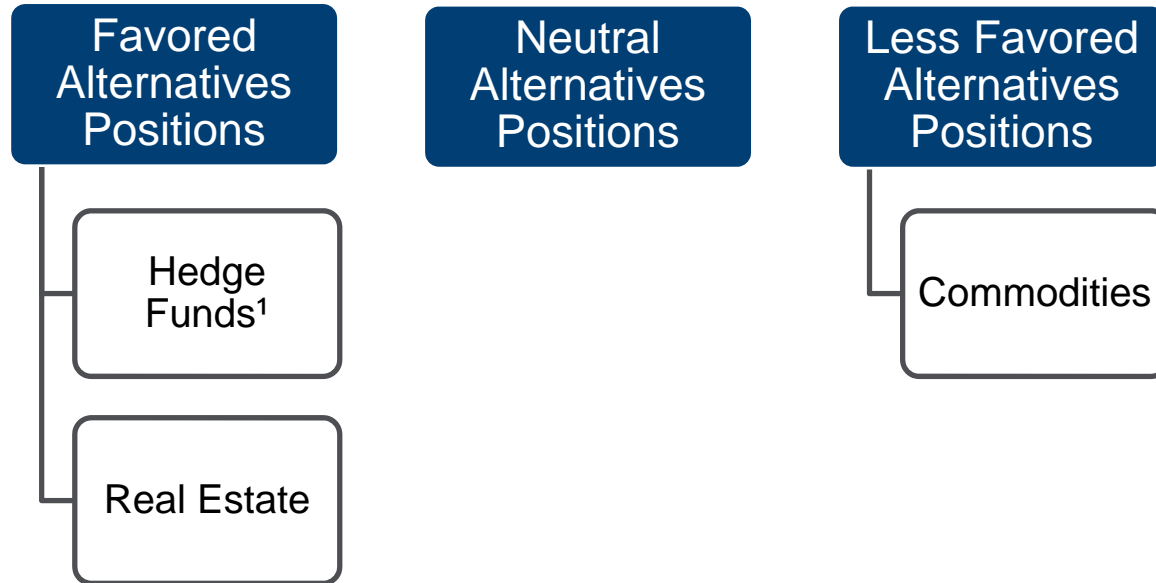 Favored
Alternatives
Positions
Hedge
Funds¹
Real Estate
Neutral
Alternatives
Positions
Less Favored
Alternatives
Positions
Commodities